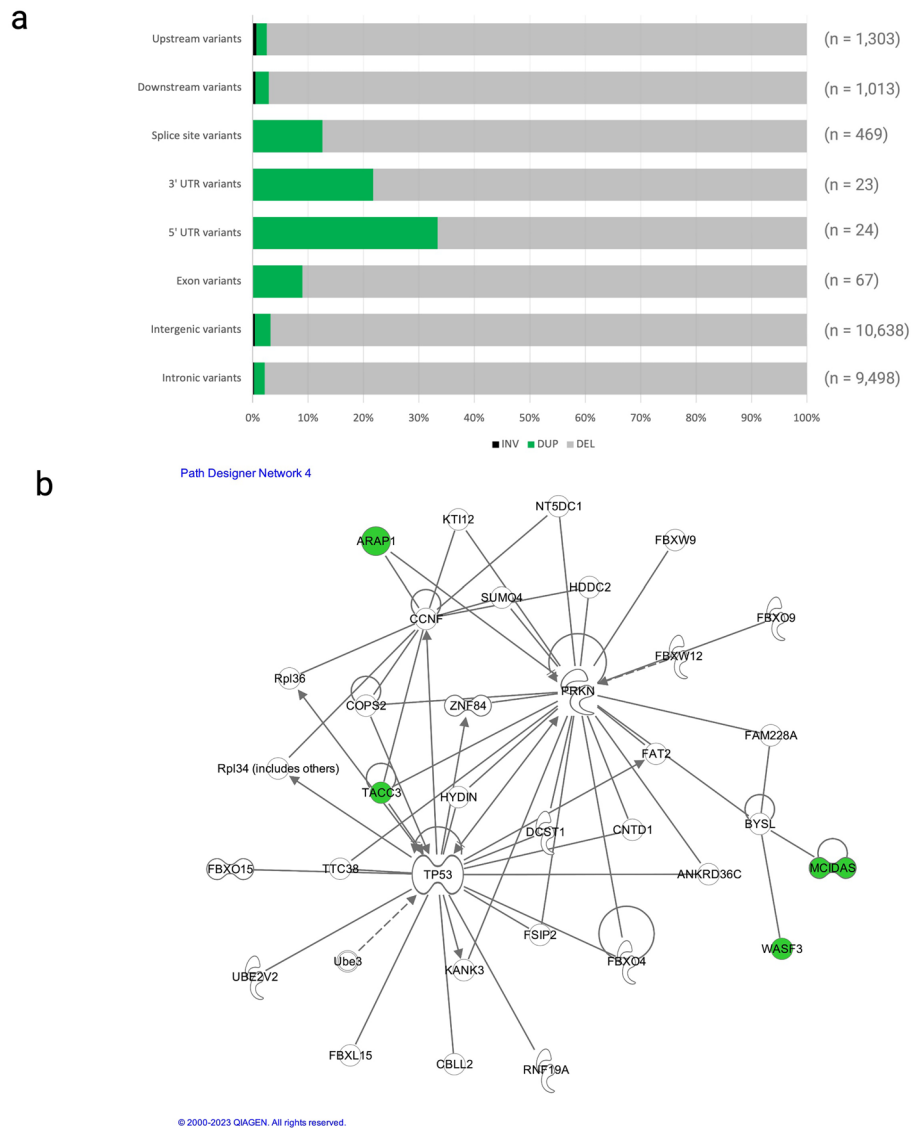 a
Upstream variants (n = 1,303)
Downstream variants (n = 1,013)
Splice site variants (n = 469)
3' UTR variants (n = 23)
5' UTR variants (n = 24)
Exon variants (n = 67)
Intergenic variants (n = 10,638)
Intronic variants (n = 9,498)
0% 10% 20% 30% 40% 50% 60% 70% 80% 90% 100%
INV DUP DEL
b
Path Designer Network 4
NT5DC1
KTI12
ARAP1
FBXW9
HDDC2
SUMO4
CCNF
FBXO9
FBXW12
Rpl36
PRKN
COPS2
ZNF84
FAM228A
FAT2
Rpl34 (includes others)
TACC3
HYDIN
BYSL
DCST1
CNTD1
FBXO15
TTC38
TP53
ANKRD36C
MCIDAS
FSIP2
WASF3
Ube3
FBXO4
KANK3
UBE2V2
FBXL15
CBLL2
RNF19A
© 2000-2023 QIAGEN. All rights reserved.